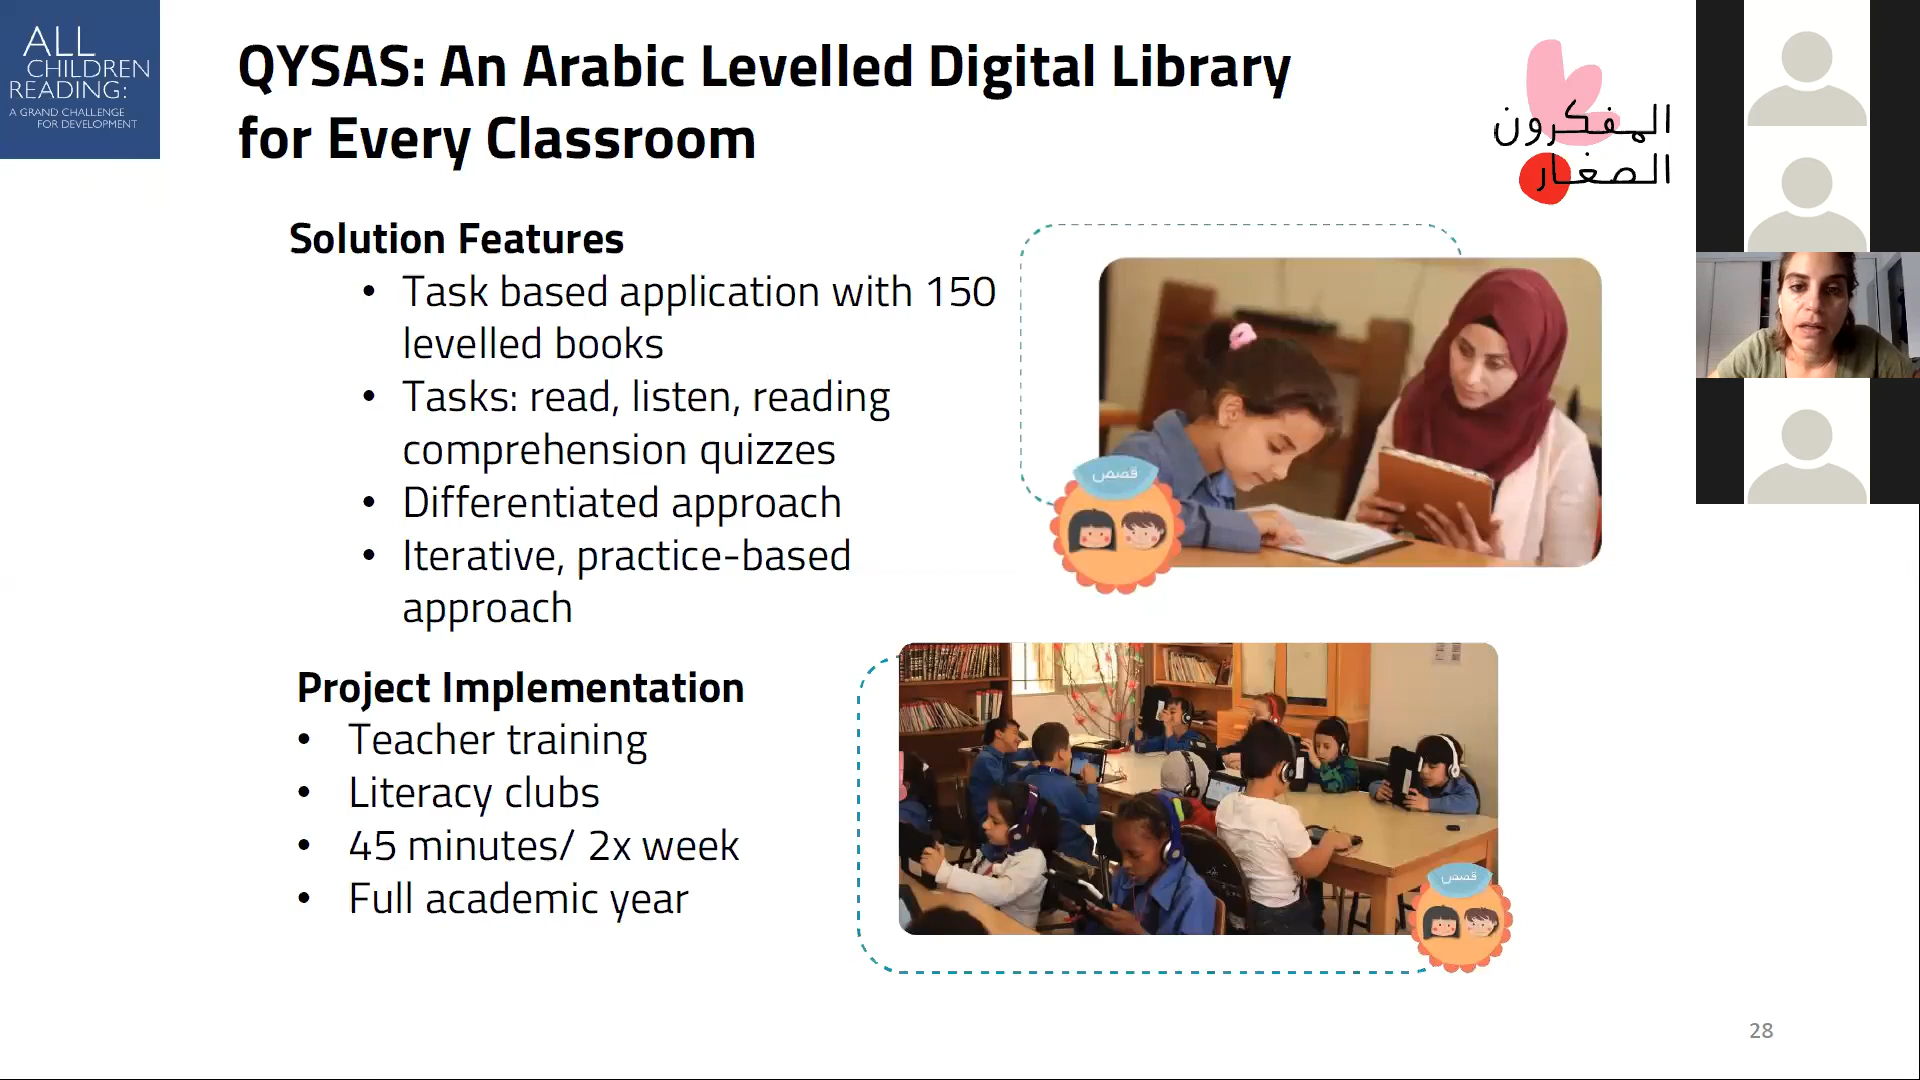 ALL
CHILDREN
READING:
A GRAND CHALLENGE
FOR DEVELOPMENT
QYSAS: An Arabic Levelled Digital Library
for Every Classroom
المفكرون
الصغار
Solution Features
• Task based application with 150
levelled books
• Tasks: read, listen, reading
comprehension quizzes
• Differentiated approach
• Iterative, practice-based
approach
قصص
Project Implementation
• Teacher training
• Literacy clubs
• 45 minutes/ 2x week
• Full academic year
قصص
28